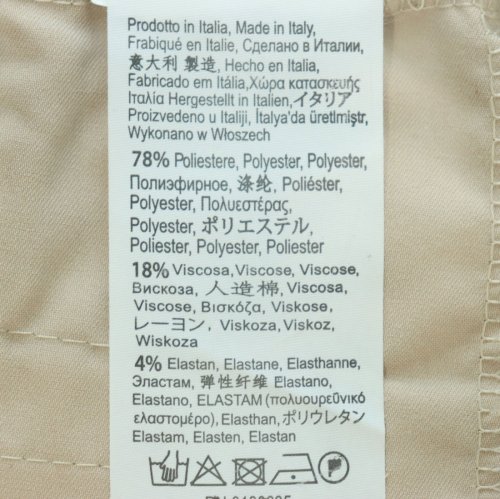 Prodotto in Italia, Made in Italy,
Frabiqué en Italie, Сделано в Италии,
意大利 製造, Hecho en Italia,
Fabricado em Itália,Χώρα κατασκευής
Ιταλία Hergestellt in Italien,イタリア
Proizvedeno u Italiji, İtalya'da üretlmiştr,
Wykonano w Włoszech
78% Poliestere, Polyester, Polyester,
Полиэфирное, 涤纶, Poliéster,
Polyester, Πολυεστέρας,
Polyester, ポリエステル,
Poliester, Polyester, Poliester
18% Viscosa,Viscose, Viscose,
Вискоза, 人造棉, Viscosa,
Viscose, Βισκόζα, Viskose,
レーヨン, Viskoza, Viskoz,
Wiskoza
4% Elastan, Elastane, Elasthanne,
Эластам, 弹性纤维 Elastano,
Elastano, ELASTAM (πολυουρεϋνικό
ελαστομέρο), Elasthan,ポリウレタン
Elastam, Elasten, Elastan